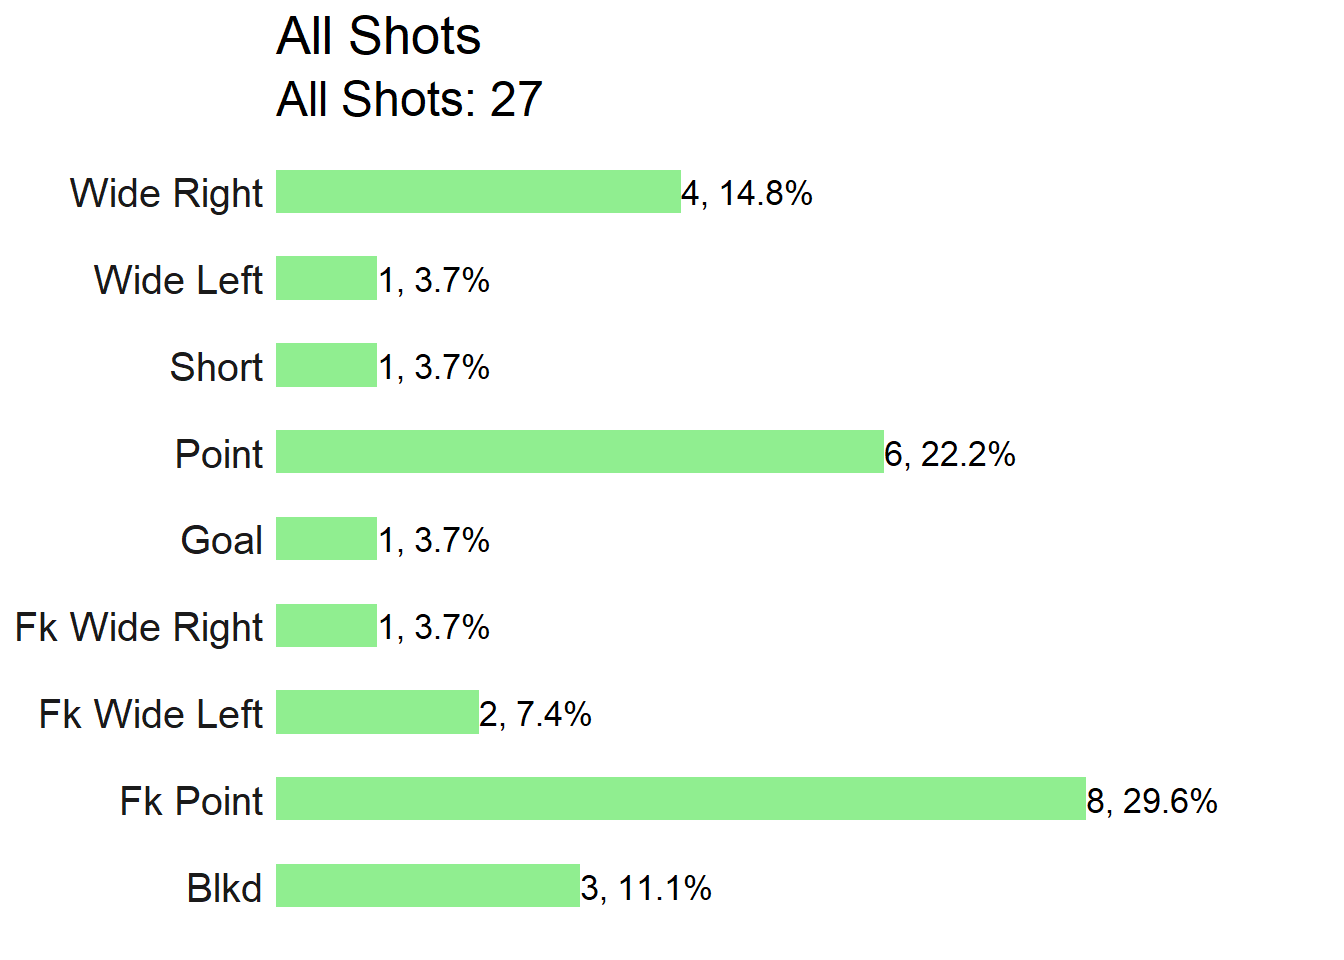 All Shots
All Shots: 27
Wide Right 4, 14.8%
Wide Left 1, 3.7%
Short 1, 3.7%
Point 6, 22.2%
Goal 1, 3.7%
Fk Wide Right 1, 3.7%
Fk Wide Left 2, 7.4%
Fk Point 8, 29.6%
Blkd 3, 11.1%